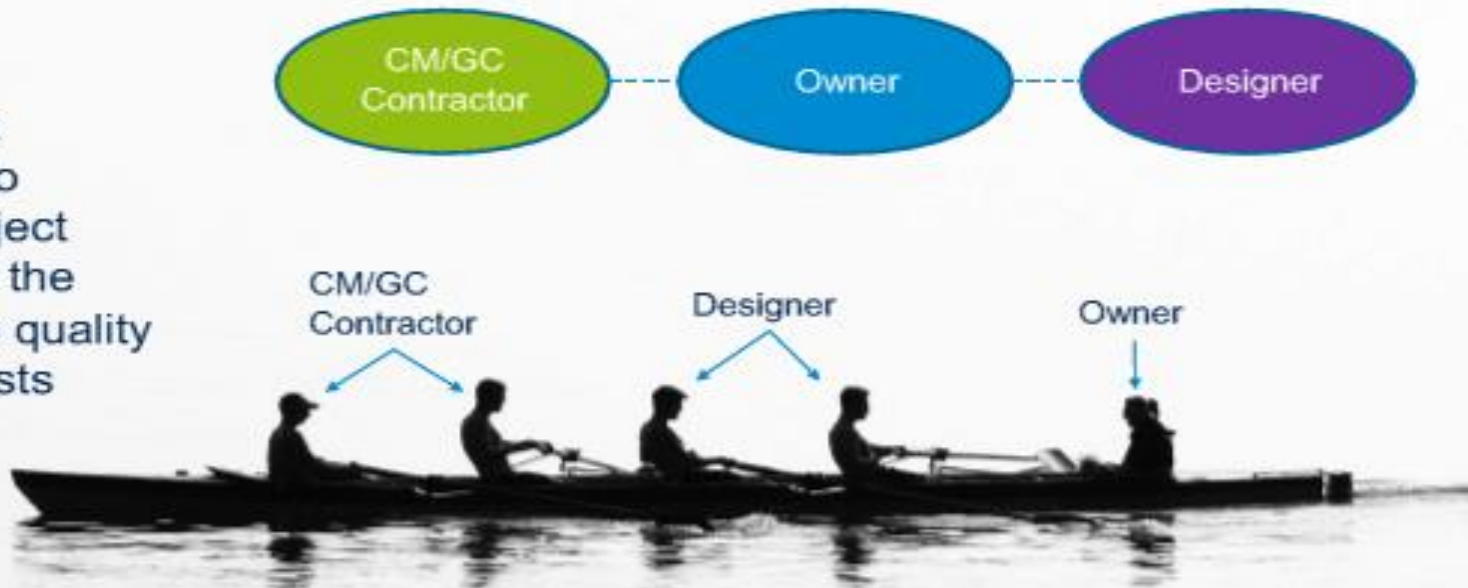 CM/GC
Contractor
Owner
Designer
o
ject
the
quality
sts
CM/GC
Contractor
Designer
Owner